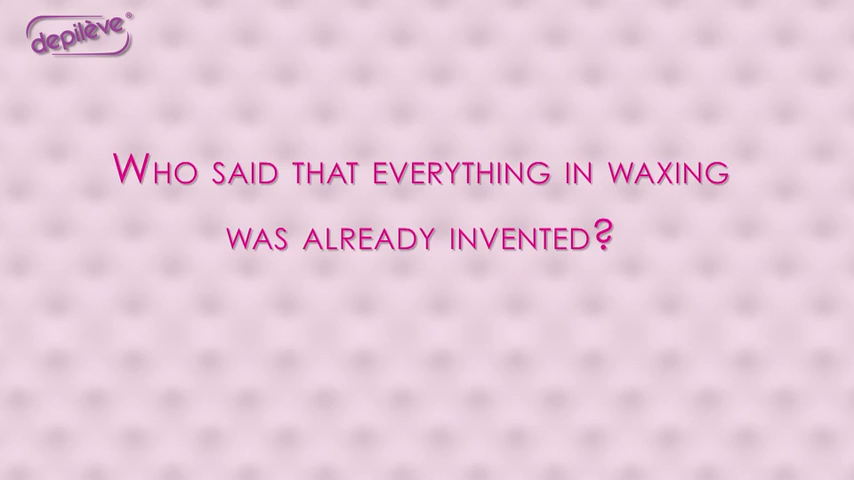 depilève®
WHO SAID THAT EVERYTHING IN WAXING
WAS ALREADY INVENTED?